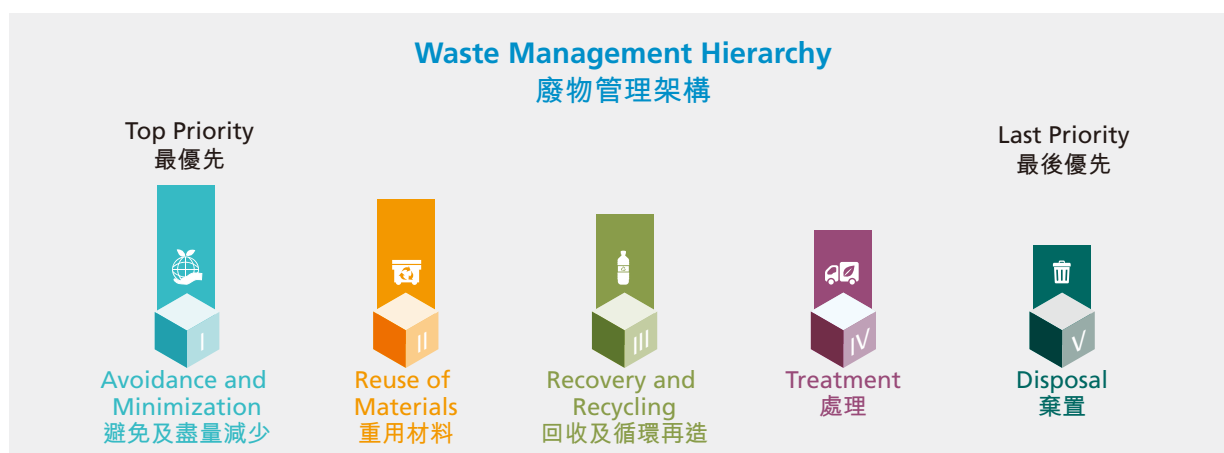 Waste Management Hierarchy
廢物管理架構
Top Priority
最優先
Last Priority
最後優先
I
Avoidance and
Minimization
避免及盡量減少
II
Reuse of
Materials
重用材料
III
Recovery and
Recycling
回收及循環再造
IV
Treatment
處理
V
Disposal
棄置